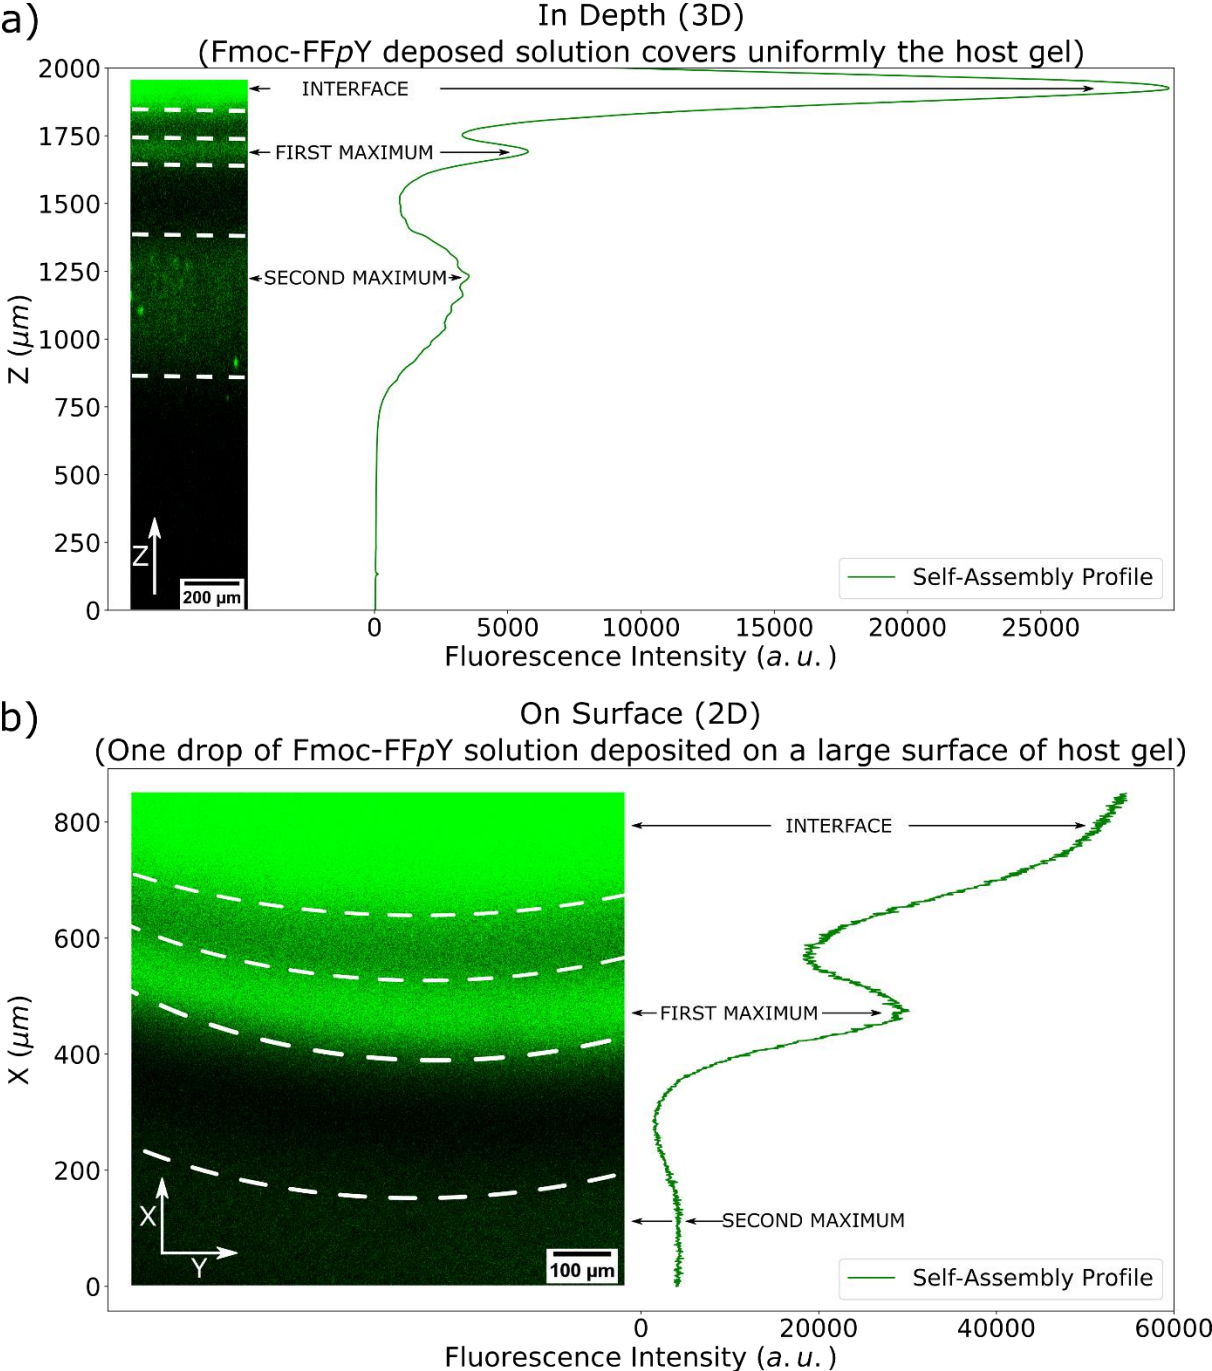 a)
In Depth (3D)
(Fmoc-FFpY deposed solution covers uniformly the host gel)
2000
1750
1500
1250
1000
750
500
250
0
Z (μm)
INTERFACE
FIRST MAXIMUM
SECOND MAXIMUM
Z
200 μm
Self-Assembly Profile
0 5000 10000 15000 20000 25000
Fluorescence Intensity (a.u.)
b)
On Surface (2D)
(One drop of Fmoc-FFpY solution deposited on a large surface of host gel)
800
600
400
200
0
X (μm)
INTERFACE
FIRST MAXIMUM
SECOND MAXIMUM
X
Y
100 μm
Self-Assembly Profile
0 20000 40000 60000
Fluorescence Intensity (a.u.)